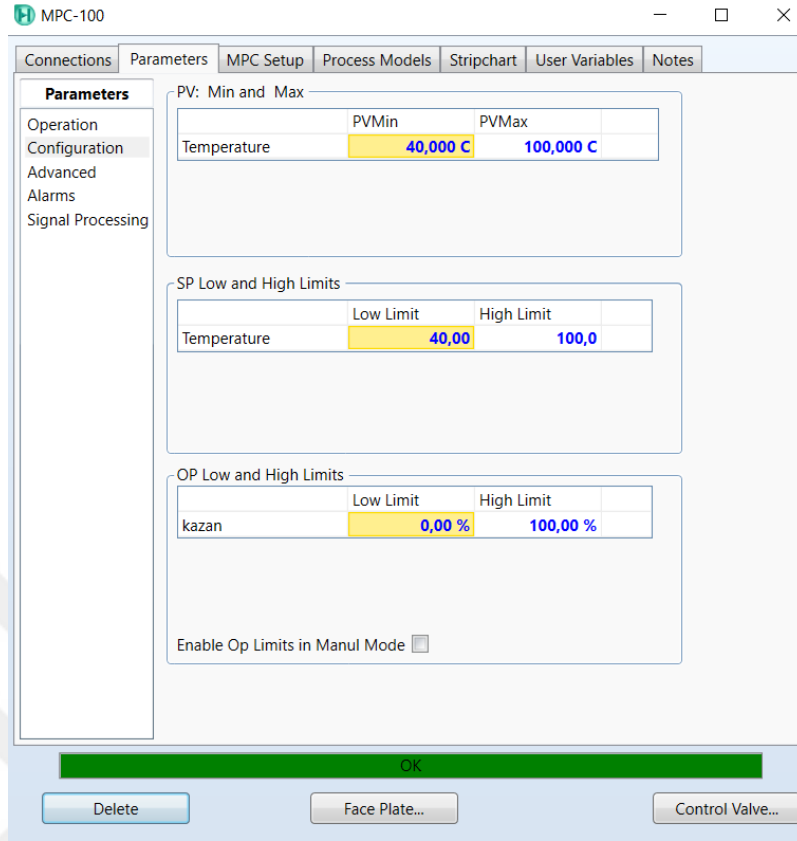 MPC-100
Connections Parameters MPC Setup Process Models Stripchart User Variables Notes
Parameters
Operation
Configuration
Advanced
Alarms
Signal Processing
PV: Min and Max
PVMin PVMax
Temperature 40,000 C 100,000 C
SP Low and High Limits
Low Limit High Limit
Temperature 40,00 100,0
OP Low and High Limits
Low Limit High Limit
kazan 0,00 % 100,00 %
Enable Op Limits in Manul Mode
OK
Delete Face Plate... Control Valve...